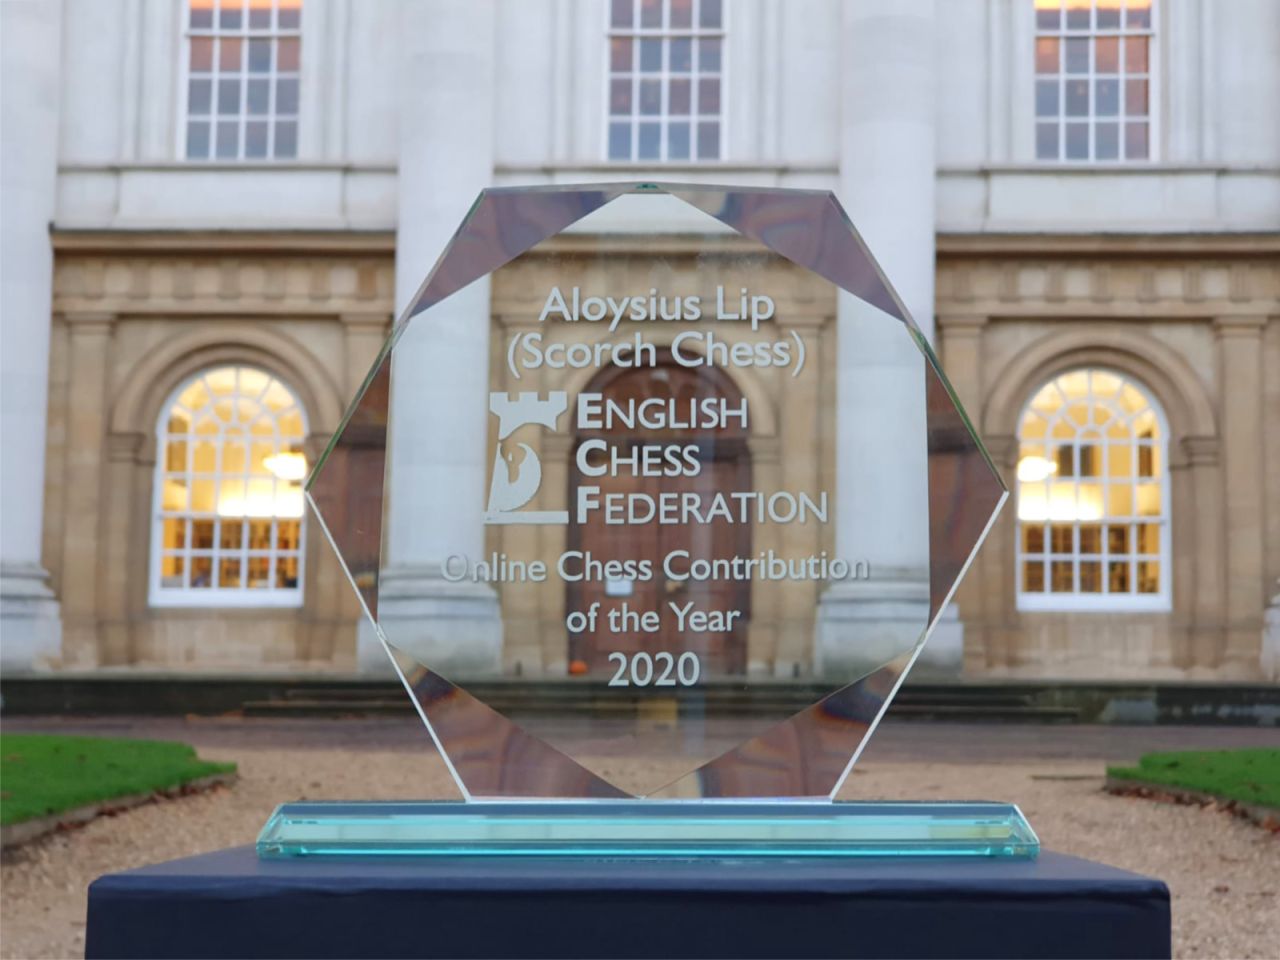 Aloysius Lip
(Scorch Chess)
ENGLISH
CHESS
FEDERATION
Online Chess Contribution
of the Year
2020